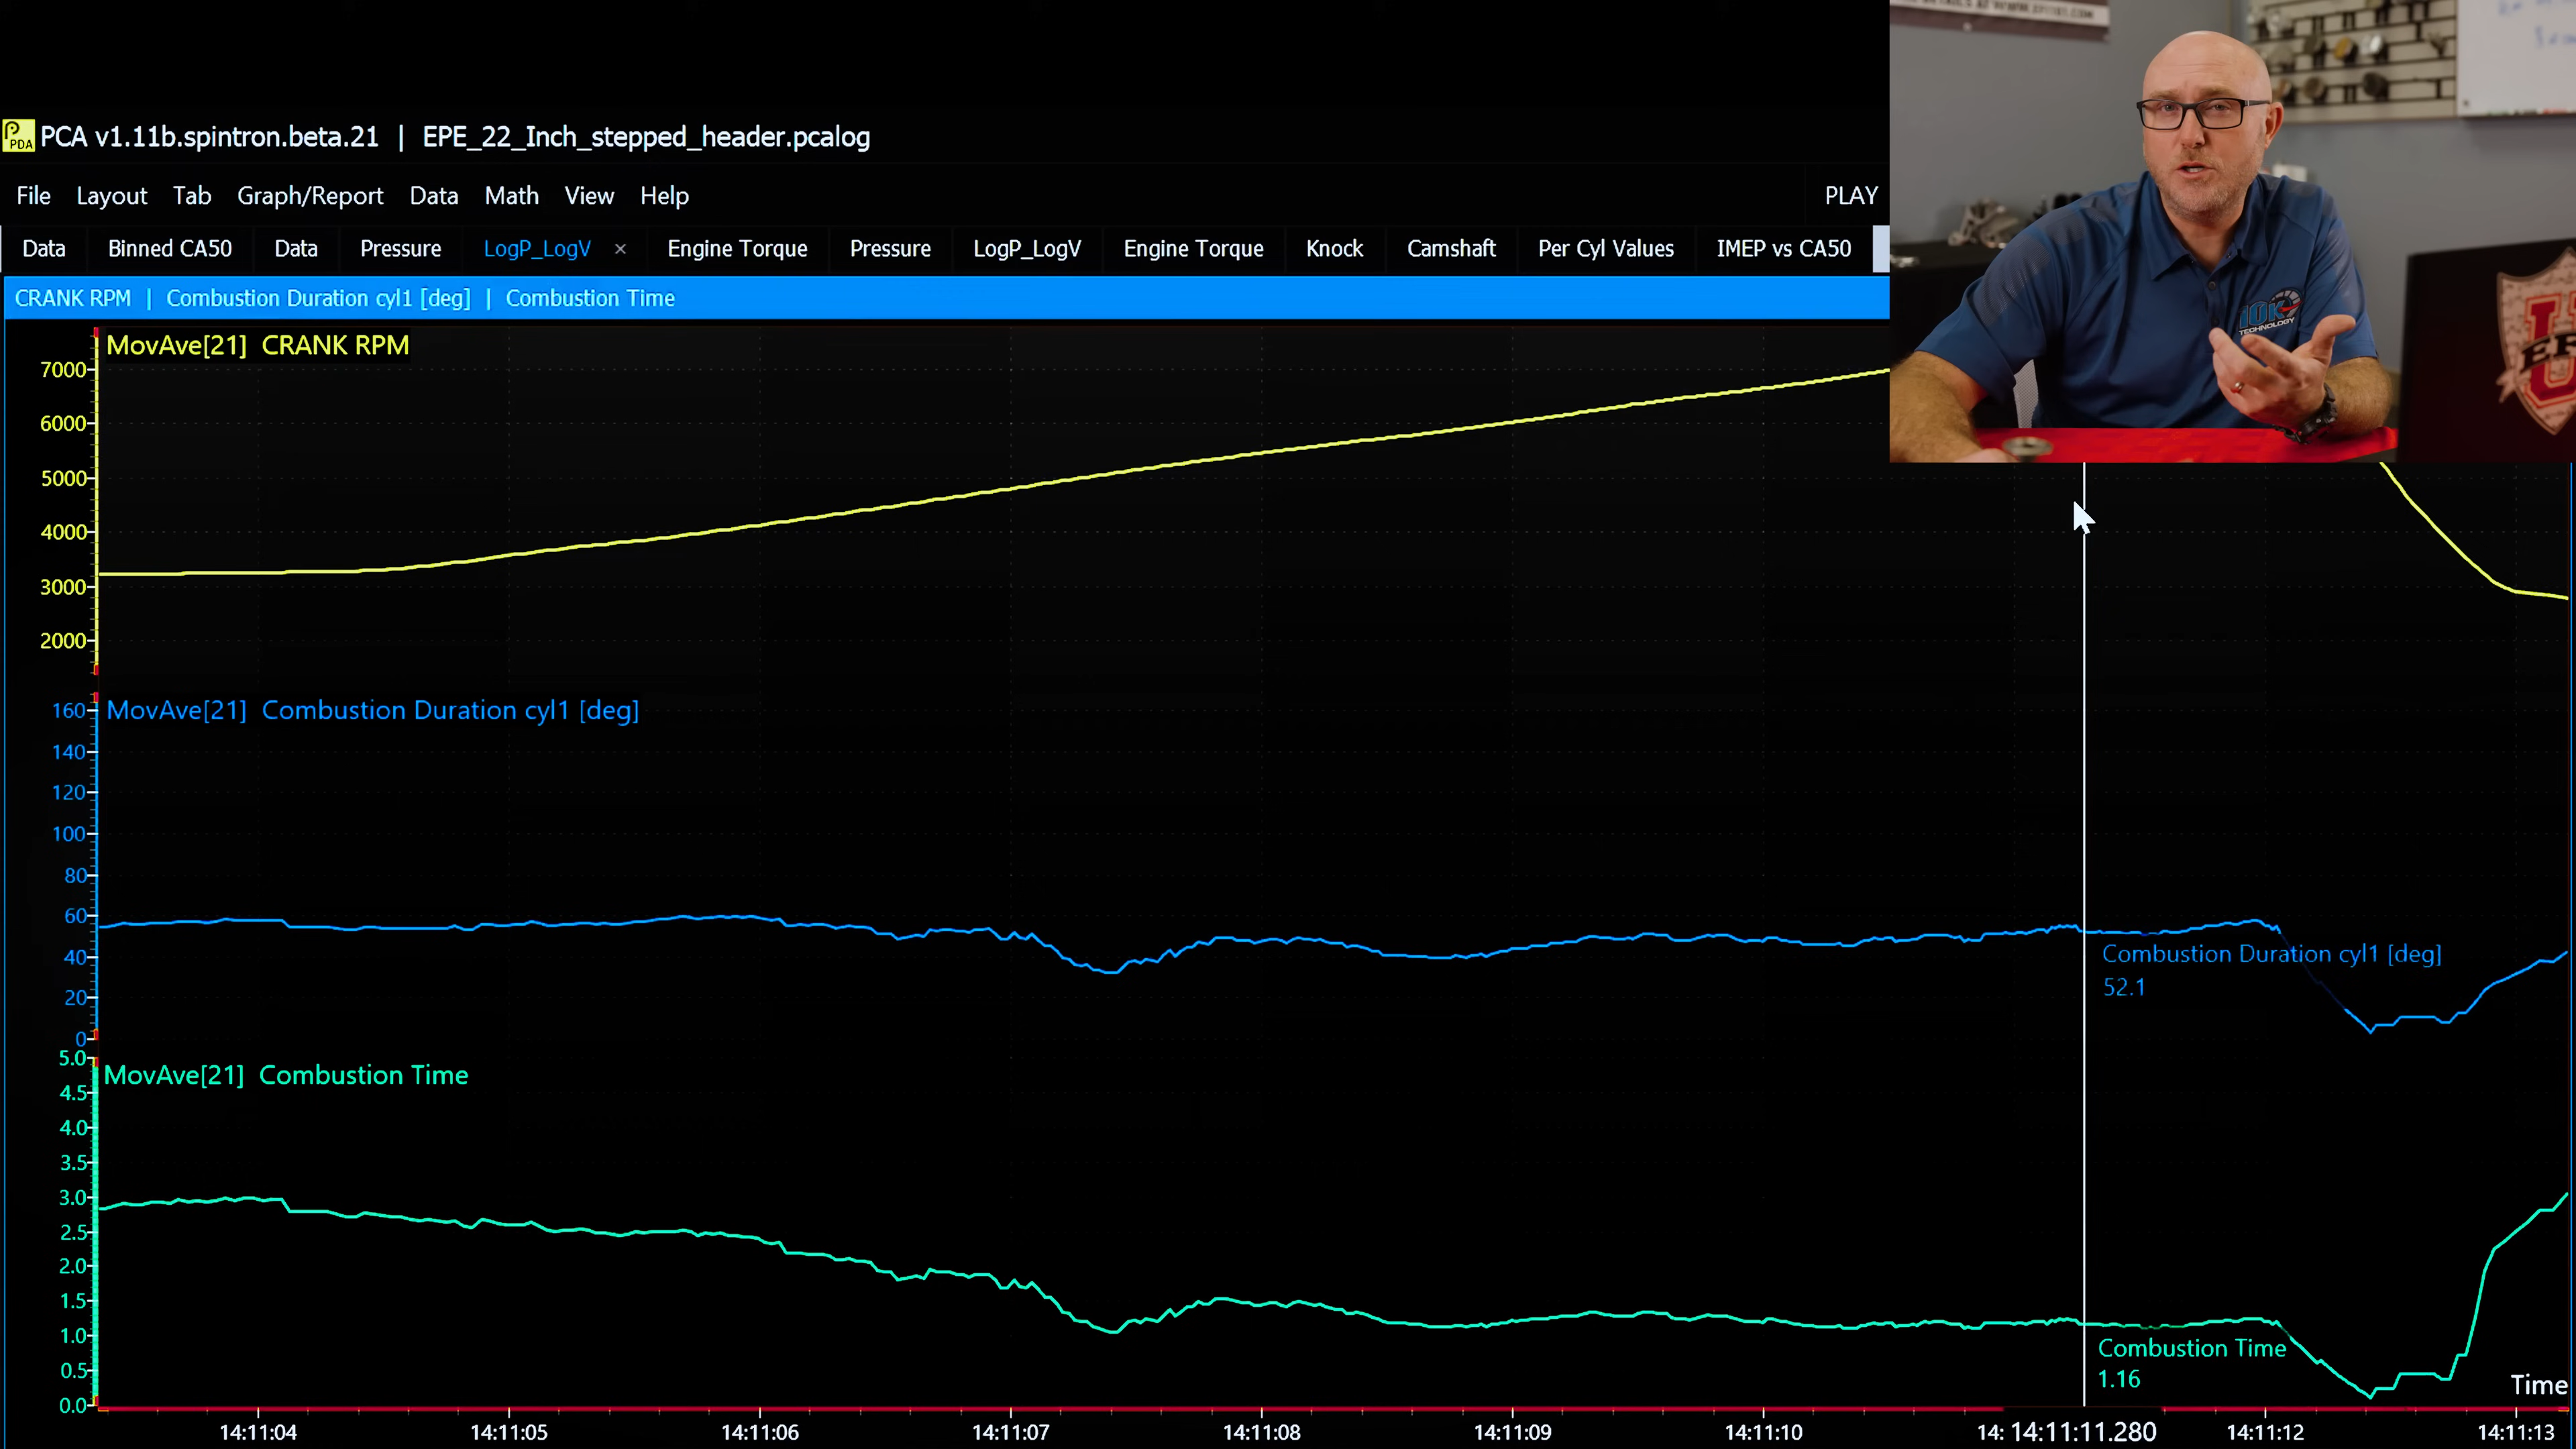 PDA
PCA v1.11b.spintron.beta.21 | EPE_22_Inch_stepped_header.pcalog
File Layout Tab Graph/Report Data Math View Help PLAY
Data Binned CA50 Data Pressure LogP_LogV × Engine Torque Pressure LogP_LogV Engine Torque Knock Camshaft Per Cyl Values IMEP vs CA50
CRANK RPM | Combustion Duration cyl1 [deg] | Combustion Time
MovAve[21] CRANK RPM
7000
6000
5000
4000
3000
2000
MovAve[21] Combustion Duration cyl1 [deg]
160
140
120
100
80
60
40
20
0
Combustion Duration cyl1 [deg]
52.1
MovAve[21] Combustion Time
5.0
4.5
4.0
3.5
3.0
2.5
2.0
1.5
1.0
0.5
0.0
Combustion Time
1.16
Time
14:11:04 14:11:05 14:11:06 14:11:07 14:11:08 14:11:09 14:11:10 14: 14:11:11.280 14:11:12 14:11:13
10K
TECHNOLOGY